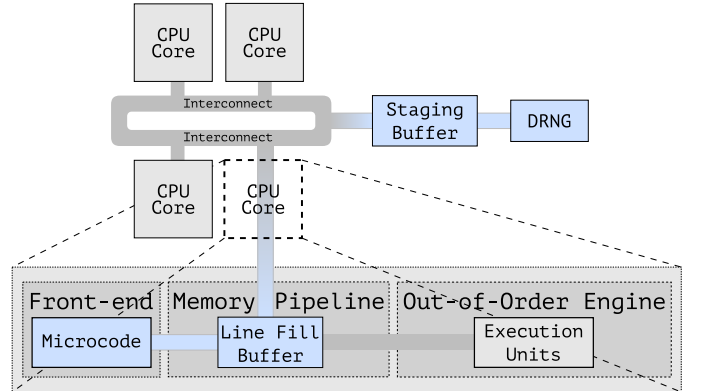 CPU
Core
CPU
Core
Interconnect
Interconnect
Staging
Buffer
DRNG
CPU
Core
CPU
Core
Front-end
Memory Pipeline
Out-of-Order Engine
Microcode
Line Fill
Buffer
Execution
Units